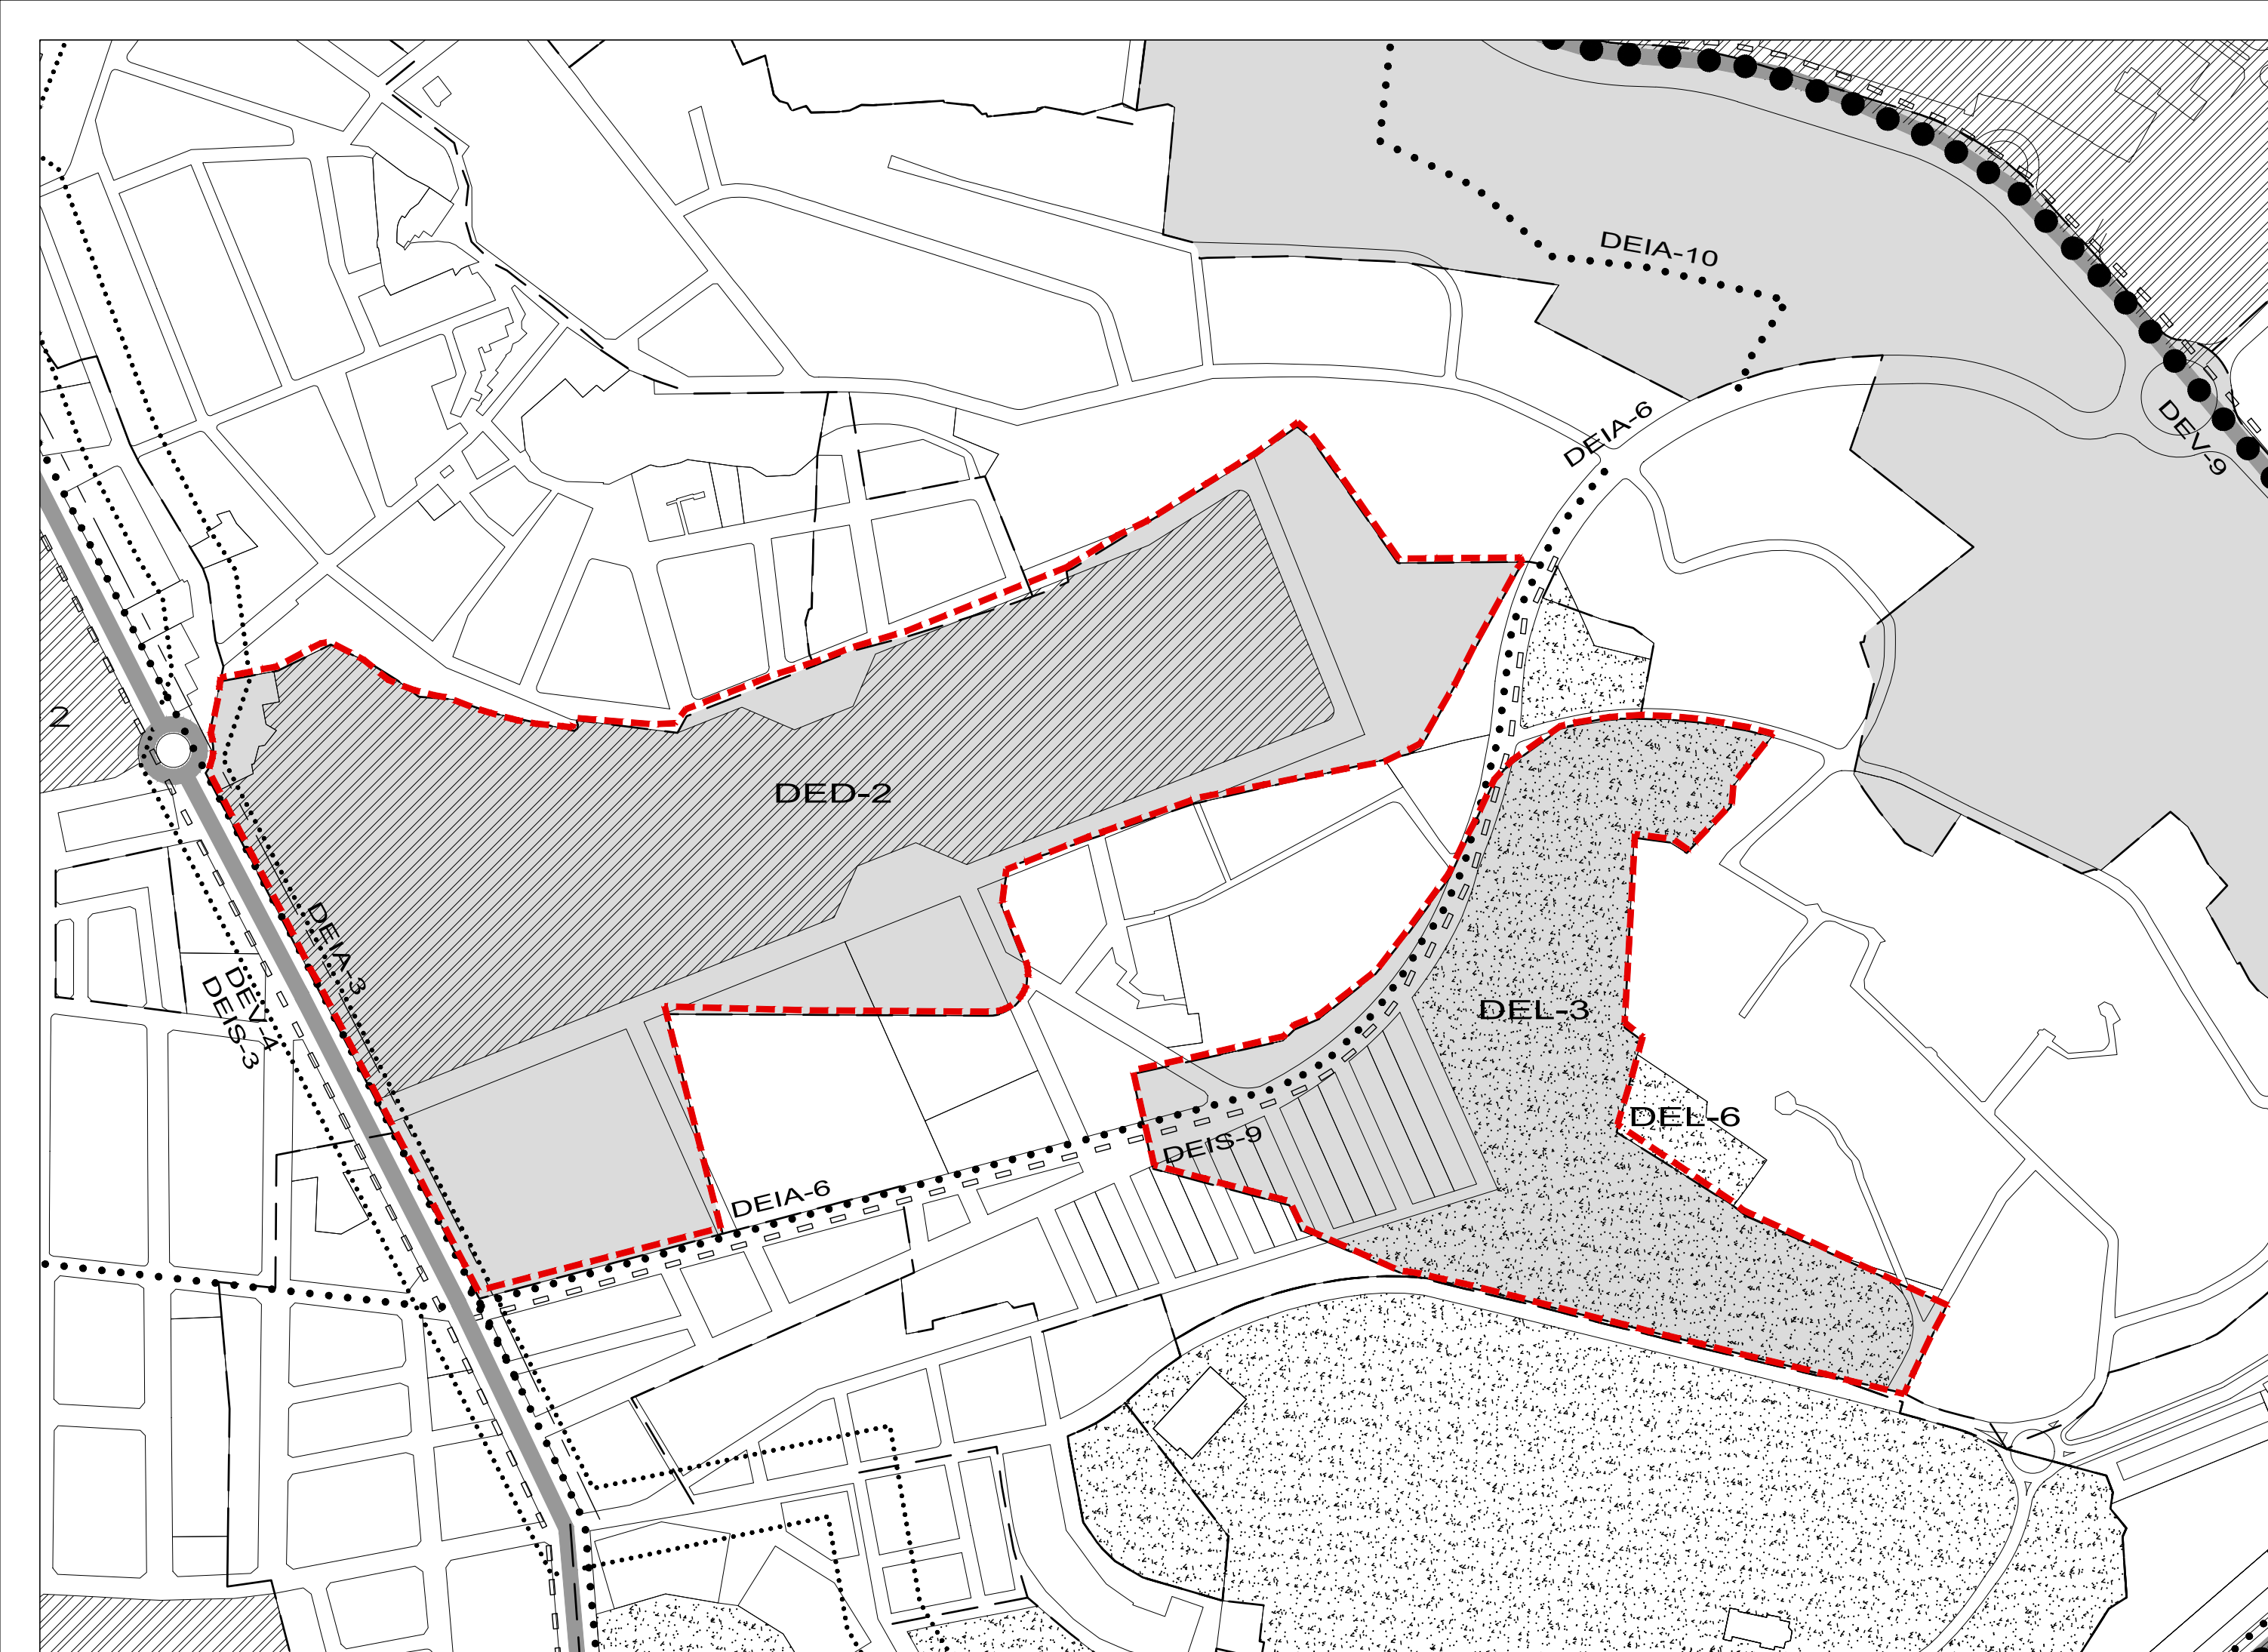 DEIA-10
DEIA-6
DEV-9
2
DED-2
DEIA-3
DEV-4
DEIS-3
DEL-3
DEL-6
DEIS-9
DEIA-6